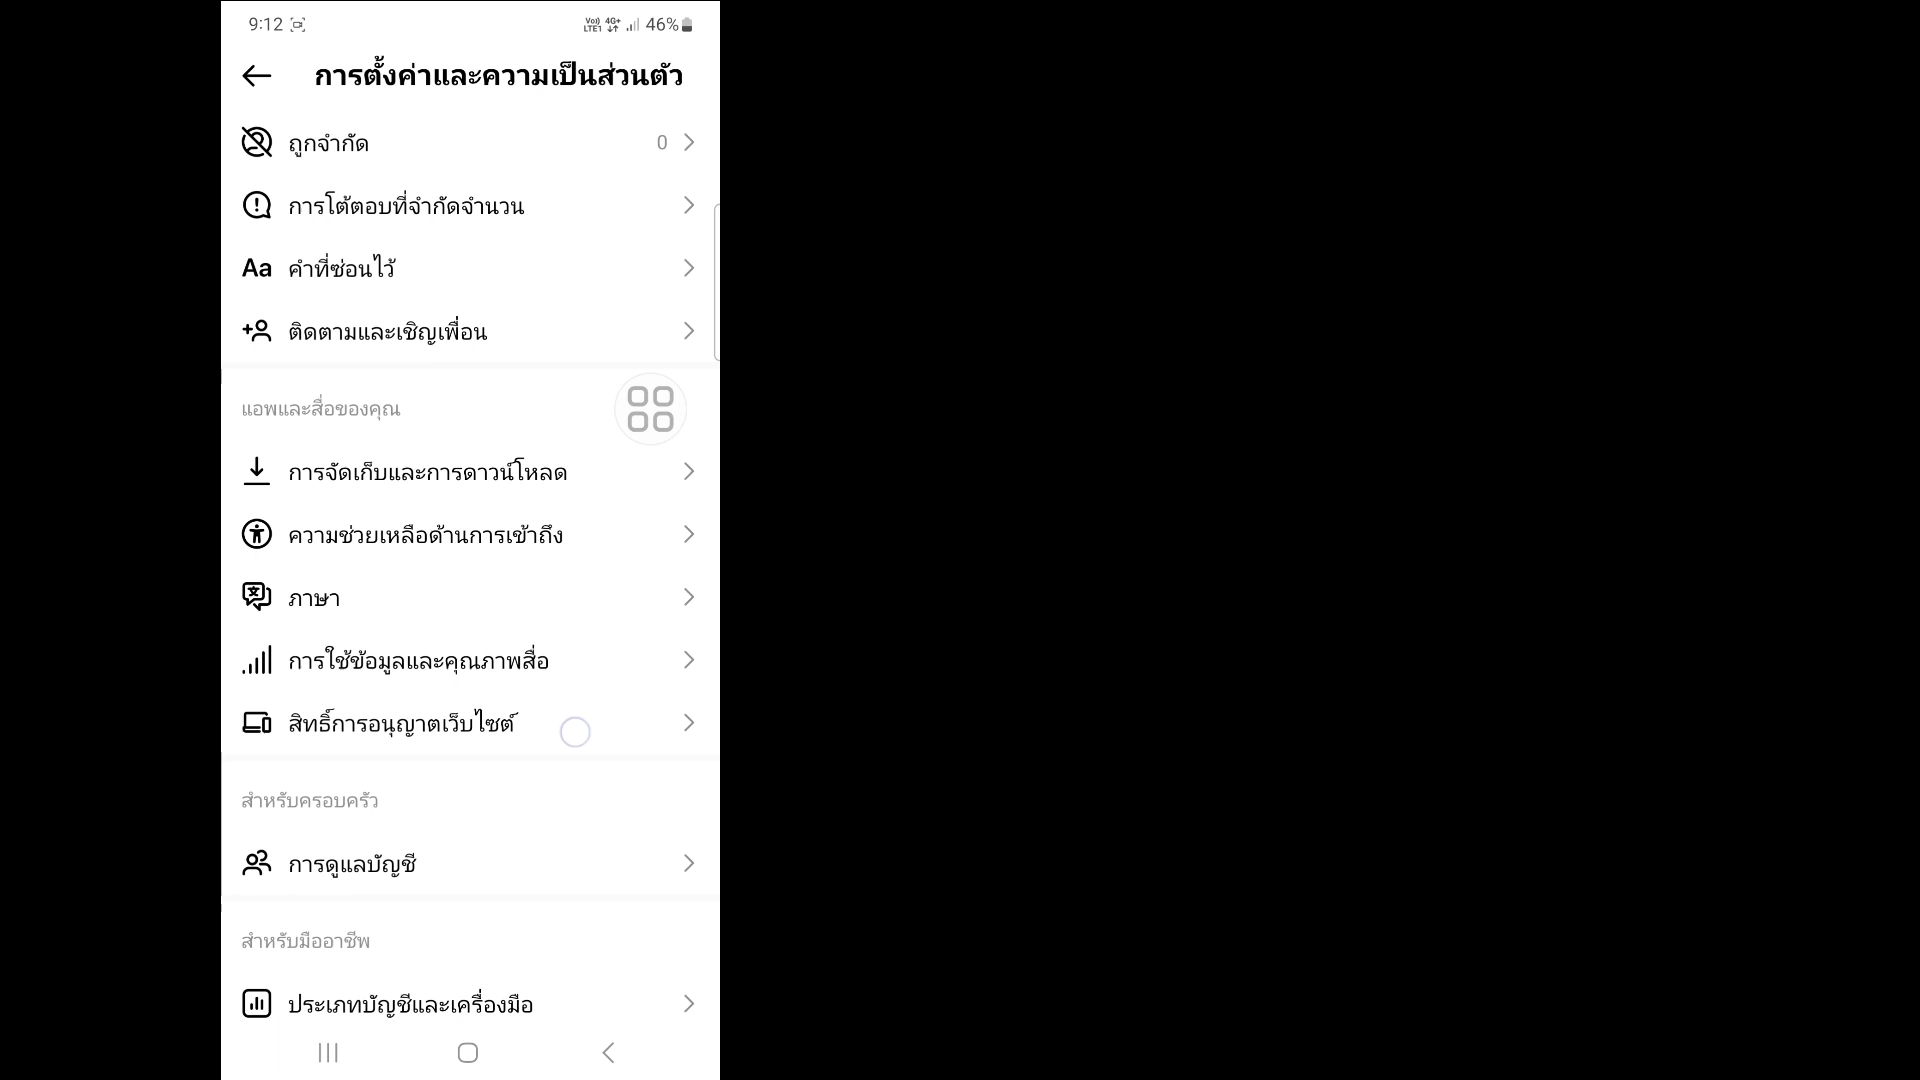 9:12 Vo)) LTE1 4G+ 46%
การตั้งค่าและความเป็นส่วนตัว
ถูกจำกัด 0
การโต้ตอบที่จำกัดจำนวน
Aa คำที่ซ่อนไว้
ติดตามและเชิญเพื่อน
แอพและสื่อของคุณ
การจัดเก็บและการดาวน์โหลด
ความช่วยเหลือด้านการเข้าถึง
ภาษา
การใช้ข้อมูลและคุณภาพสื่อ
สิทธิ์การอนุญาตเว็บไซต์
สำหรับครอบครัว
การดูแลบัญชี
สำหรับมืออาชีพ
ประเภทบัญชีและเครื่องมือ